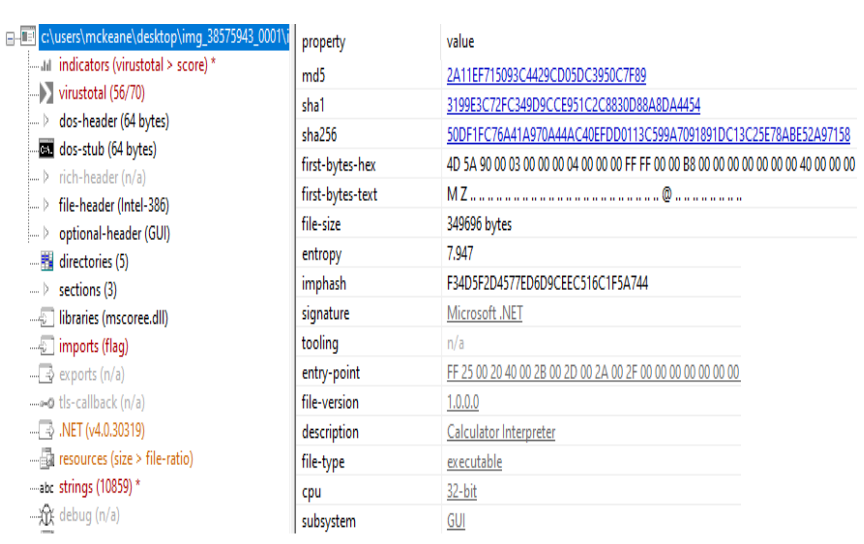 c:\users\mckeane\desktop\img_38575943_0001\i
indicators (virustotal > score) *
virustotal (56/70)
dos-header (64 bytes)
dos-stub (64 bytes)
rich-header (n/a)
file-header (Intel-386)
optional-header (GUI)
directories (5)
sections (3)
libraries (mscoree.dll)
imports (flag)
exports (n/a)
tls-callback (n/a)
.NET (v4.0.30319)
resources (size > file-ratio)
abc strings (10859) *
debug (n/a)
property value
md5 2A11EF715093C4429CD05DC3950C7F89
sha1 3199E3C72FC349D9CCE951C2C8830D88A8DA4454
sha256 50DF1FC76A41A970A44AC40EFDD0113C599A7091891DC13C25E78ABE52A97158
first-bytes-hex 4D 5A 90 00 03 00 00 00 04 00 00 00 FF FF 00 00 B8 00 00 00 00 00 00 00 40 00 00 00
first-bytes-text M Z .. .. .. .. .. .. .. .. .. .. .. .. .. .. .. .. .. .. .. .. .. .. @ .. .. .. .. .. .. ..
file-size 349696 bytes
entropy 7.947
imphash F34D5F2D4577ED6D9CEEC516C1F5A744
signature Microsoft .NET
tooling n/a
entry-point FF 25 00 20 40 00 2B 00 2D 00 2A 00 2F 00 00 00 00 00 00 00
file-version 1.0.0.0
description Calculator Interpreter
file-type executable
cpu 32-bit
subsystem GUI